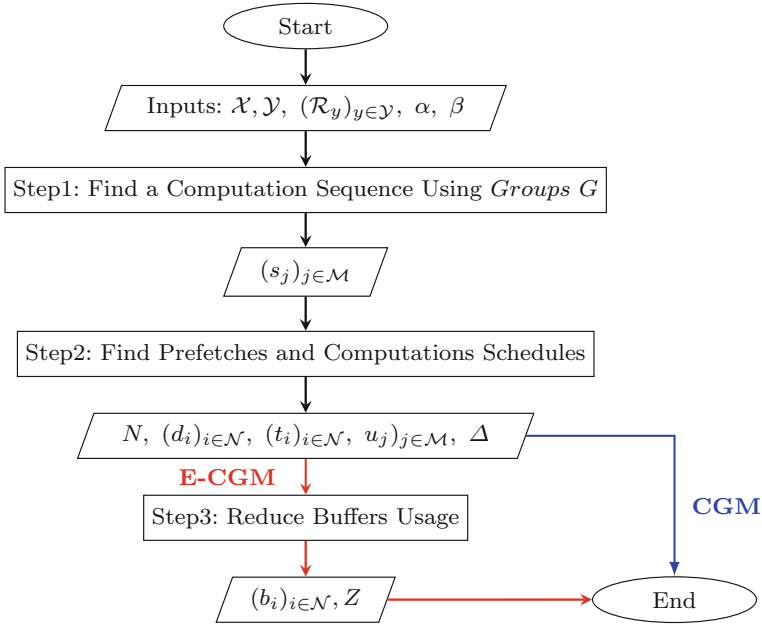 Start
Inputs: 𝒳, 𝒴, (ℛ_y)_{y∈𝒴}, α, β
Step1: Find a Computation Sequence Using Groups G
(s_j)_{j∈ℳ}
Step2: Find Prefetches and Computations Schedules
N, (d_i)_{i∈𝒩}, (t_i)_{i∈𝒩}, u_j)_{j∈ℳ}, Δ
E-CGM
CGM
Step3: Reduce Buffers Usage
(b_i)_{i∈𝒩}, Z
End